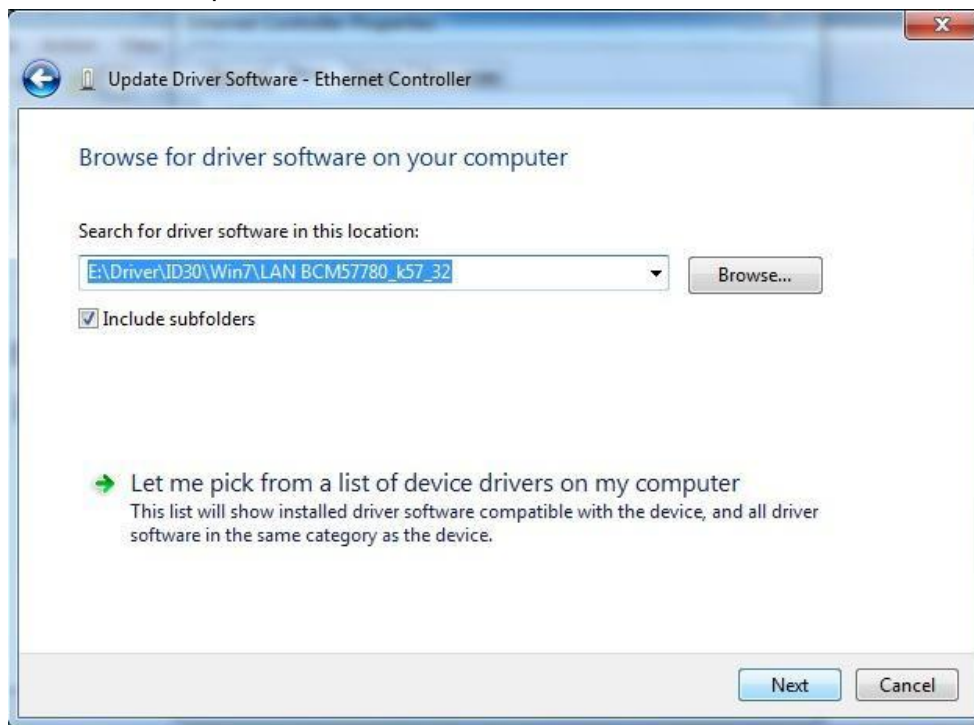 Update Driver Software - Ethernet Controller
Browse for driver software on your computer
Search for driver software in this location:
E:\Driver\ID30\Win7\LAN BCM57780_k57_32
Browse...
Include subfolders
Let me pick from a list of device drivers on my computer
This list will show installed driver software compatible with the device, and all driver
software in the same category as the device.
Next
Cancel